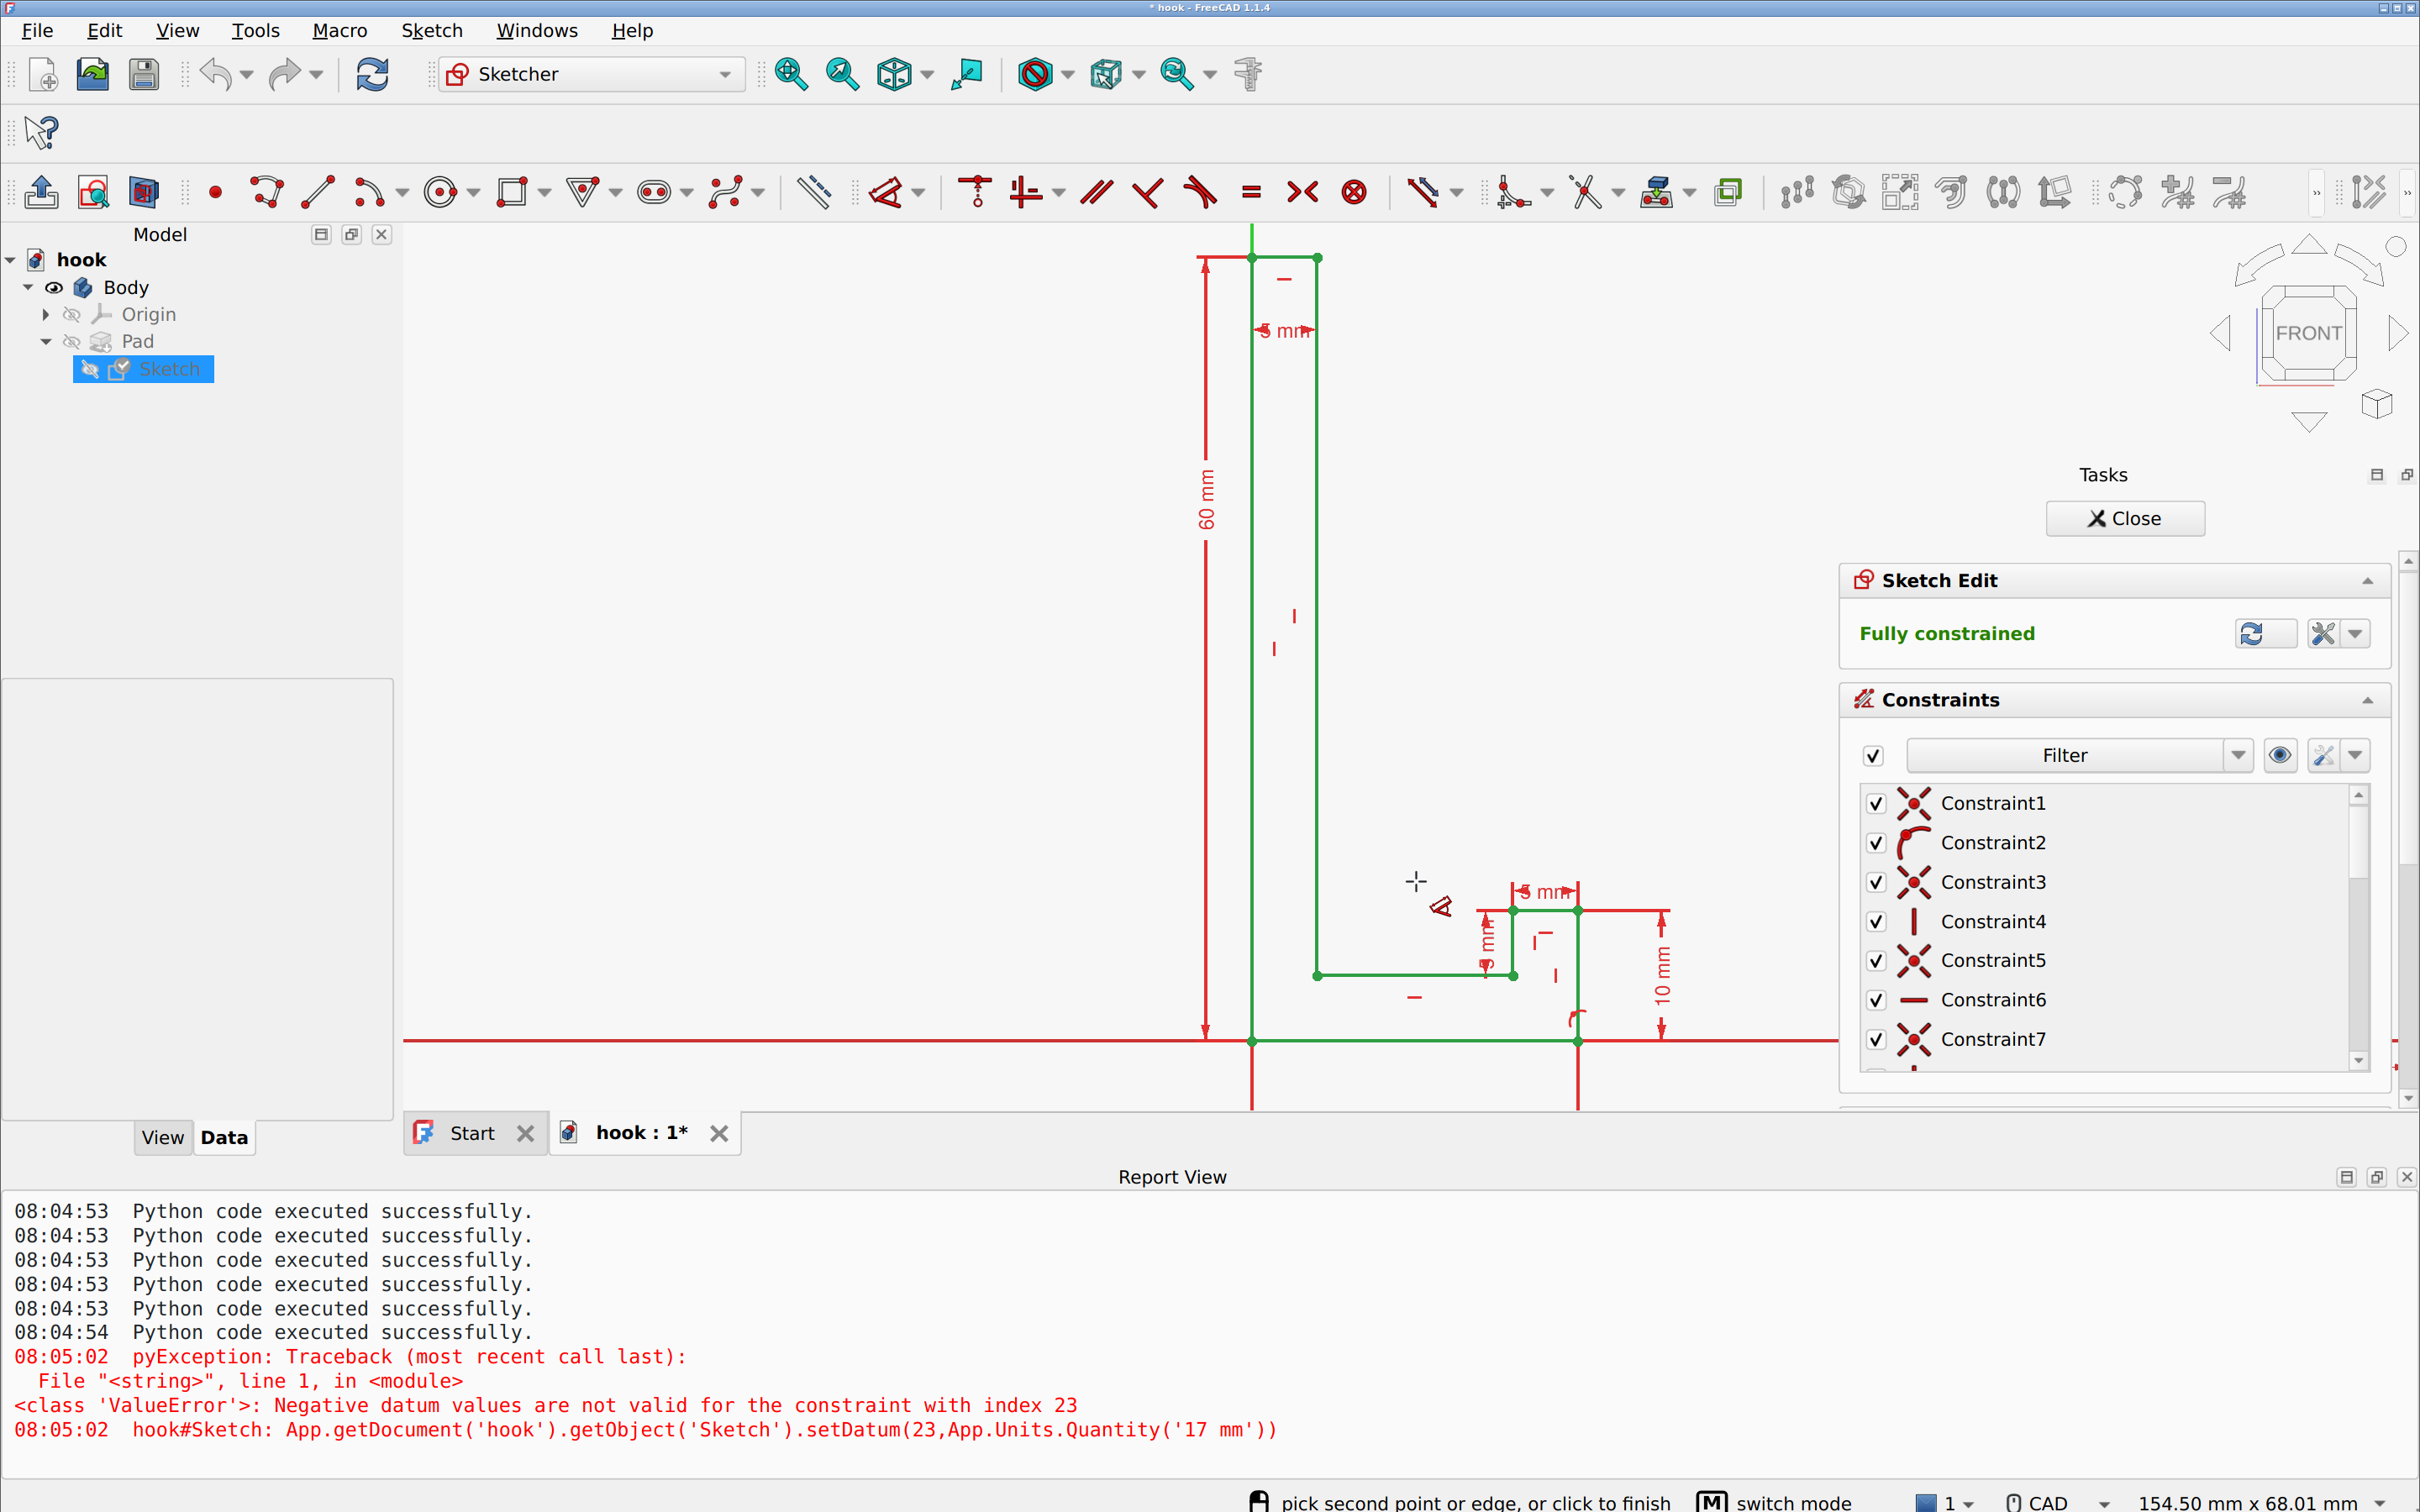 * hook - FreeCAD 1.1.4
File Edit View Tools Macro Sketch Windows Help
Sketcher
Model
hook
Body
Origin
Pad
Sketch
View Data
60 mm
5 mm
5 mm
5 mm
10 mm
FRONT
Tasks
Close
Sketch Edit
Fully constrained
Constraints
Filter
Constraint1
Constraint2
Constraint3
Constraint4
Constraint5
Constraint6
Constraint7
Start
hook : 1*
Report View
08:04:53 Python code executed successfully.
08:04:53 Python code executed successfully.
08:04:53 Python code executed successfully.
08:04:53 Python code executed successfully.
08:04:53 Python code executed successfully.
08:04:54 Python code executed successfully.
08:05:02 pyException: Traceback (most recent call last):
File "<string>", line 1, in <module>
<class 'ValueError'>: Negative datum values are not valid for the constraint with index 23
08:05:02 hook#Sketch: App.getDocument('hook').getObject('Sketch').setDatum(23,App.Units.Quantity('17 mm'))
pick second point or edge, or click to finish M switch mode 1 CAD 154.50 mm x 68.01 mm